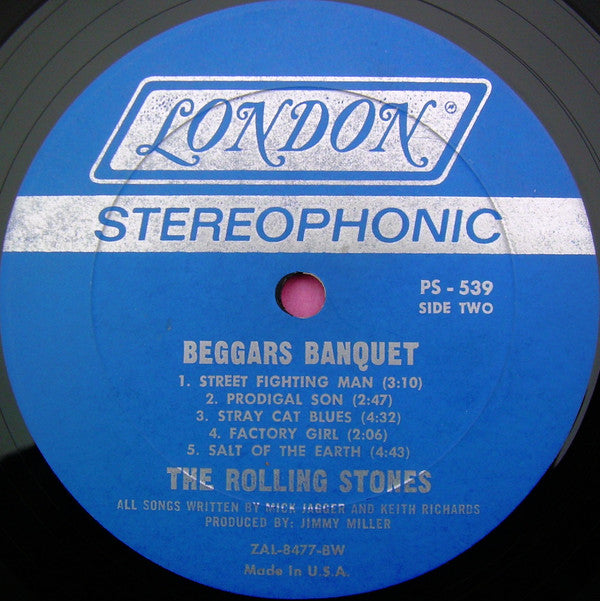 LONDON®
STEREOPHONIC
PS - 539
SIDE TWO
BEGGARS BANQUET
1. STREET FIGHTING MAN (3:10)
2. PRODIGAL SON (2:47)
3. STRAY CAT BLUES (4:32)
4. FACTORY GIRL (2:06)
5. SALT OF THE EARTH (4:43)
THE ROLLING STONES
ALL SONGS WRITTEN BY MICK JAGGER AND KEITH RICHARDS
PRODUCED BY: JIMMY MILLER
ZAL-8477-BW
Made in U.S.A.